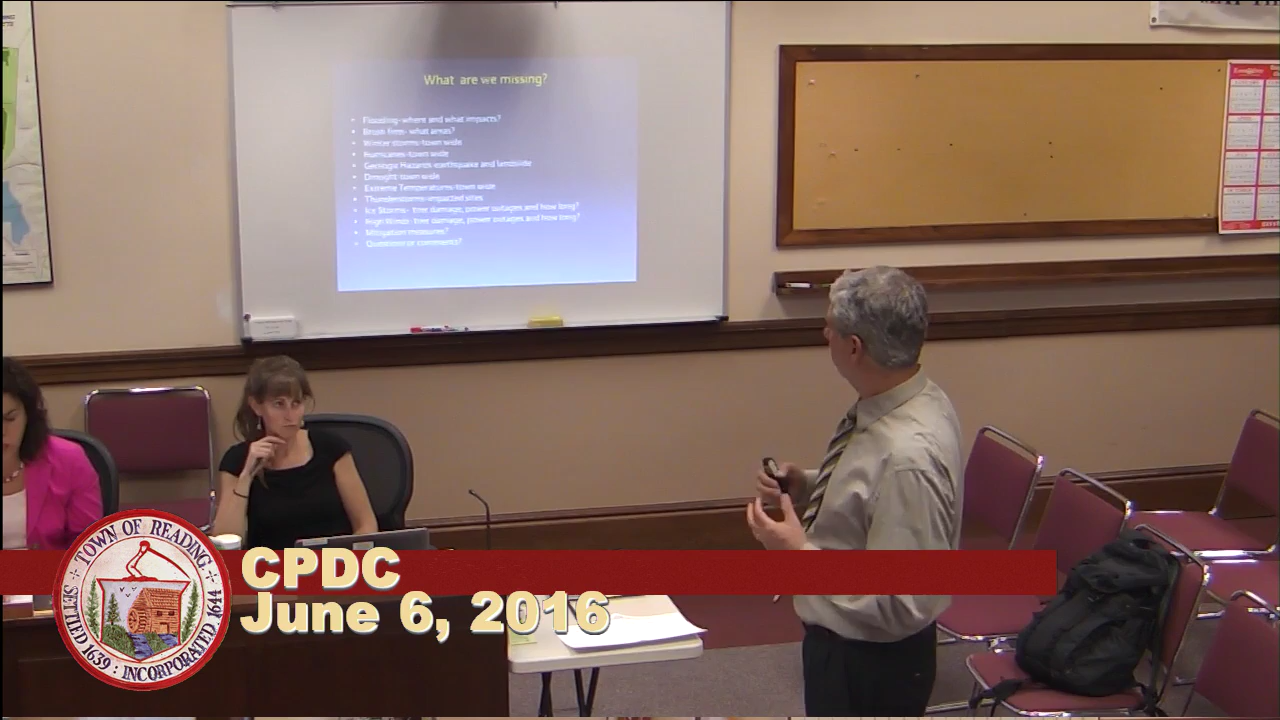 What are we missing?
• Flooding- where and what impacts?
• Brush fires- what areas?
• Winter storms-town wide
• Hurricanes-town wide
• Geologic Hazards-earthquake and landslide
• Drought-town wide
• Extreme Temperatures-town wide
• Thunderstorms-impacted sites
• Ice Storms- tree damage, power outages and how long?
• High Winds- tree damage, power outages and how long?
• Mitigation measures?
• Questions or comments?
TOWN OF READING
SETTLED 1639 : INCORPORATED 1644
CPDC
June 6, 2016